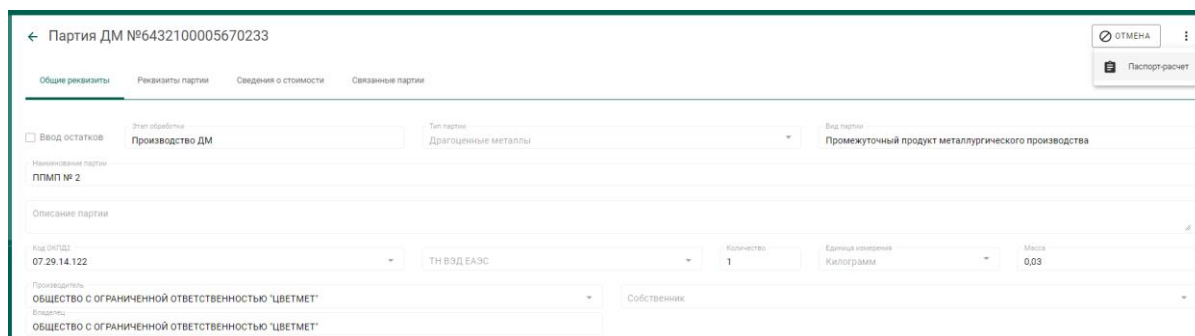 Партия ДМ №6432100005670233
ОТМЕНА
Паспорт-расчет
Общие реквизиты Реквизиты партии Сведения о стоимости Связанные партии
Ввод остатков
Этап обработки
Производство ДМ
Тип партии
Драгоценные металлы
Вид партии
Промежуточный продукт металлургического производства
Наименование партии
ППМП № 2
Описание партии
Код ОКПД2
07.29.14.122
ТН ВЭД ЕАЭС
Количество
1
Единица измерения
Килограмм
Масса
0,03
Производитель
ОБЩЕСТВО С ОГРАНИЧЕННОЙ ОТВЕТСТВЕННОСТЬЮ "ЦВЕТМЕТ"
Собственник
Владелец
ОБЩЕСТВО С ОГРАНИЧЕННОЙ ОТВЕТСТВЕННОСТЬЮ "ЦВЕТМЕТ"